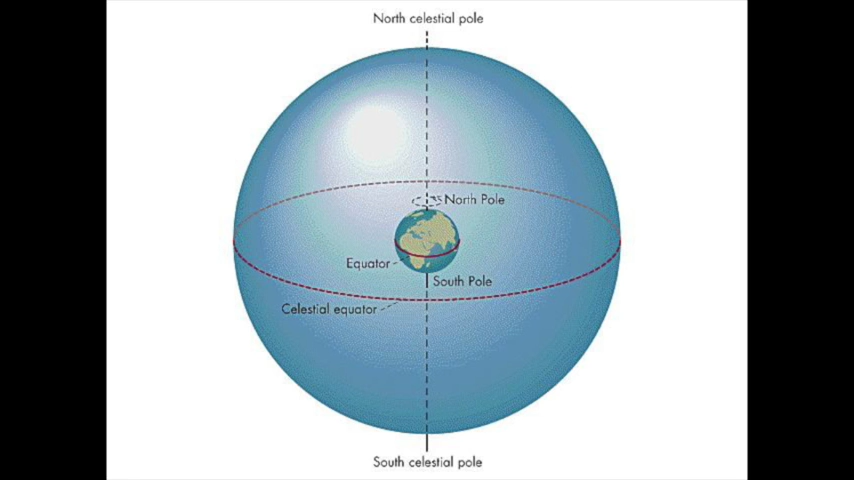 North celestial pole
North Pole
Equator
South Pole
Celestial equator
South celestial pole